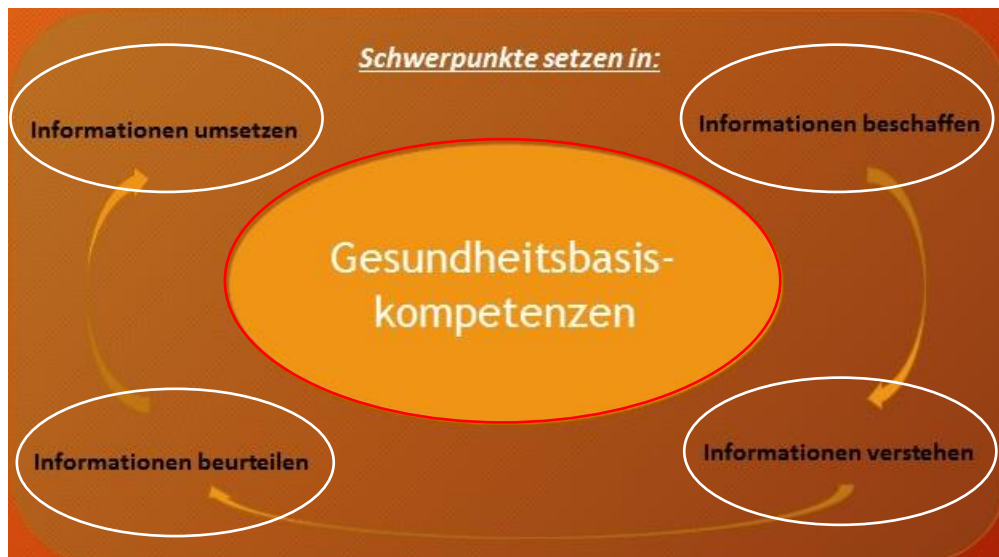 Schwerpunkte setzen in:
Informationen umsetzen
Informationen beschaffen
Gesundheitsbasis-
kompetenzen
Informationen beurteilen
Informationen verstehen